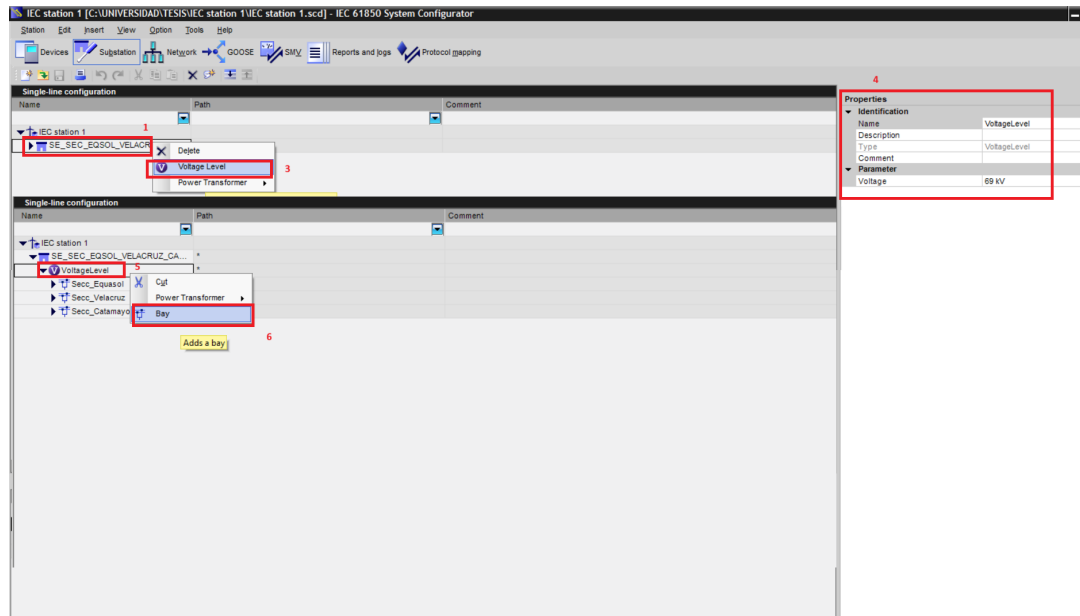 IEC station 1 [C:\UNIVERSIDAD\TESIS\IEC station 1\IEC station 1.scd] - IEC 61850 System Configurator
Station Edit Insert View Option Tools Help
Devices Substation Network GOOSE SMV Reports and logs Protocol mapping
4
Single-line configuration
Name Path Comment
IEC station 1
1
SE_SEC_EQSOL_VELACR
Delete
Voltage Level
3
Power Transformer
Single-line configuration
Name Path Comment
IEC station 1
SE_SEC_EQSOL_VELACRUZ_CA... *
VoltageLevel *
5
Secc_Equasol
Secc_Velacruz
Secc_Catamayo
Cut
Power Transformer
Bay
Adds a bay
6
Properties
Identification
Name VoltageLevel
Description
Type VoltageLevel
Comment
Parameter
Voltage 69 kV